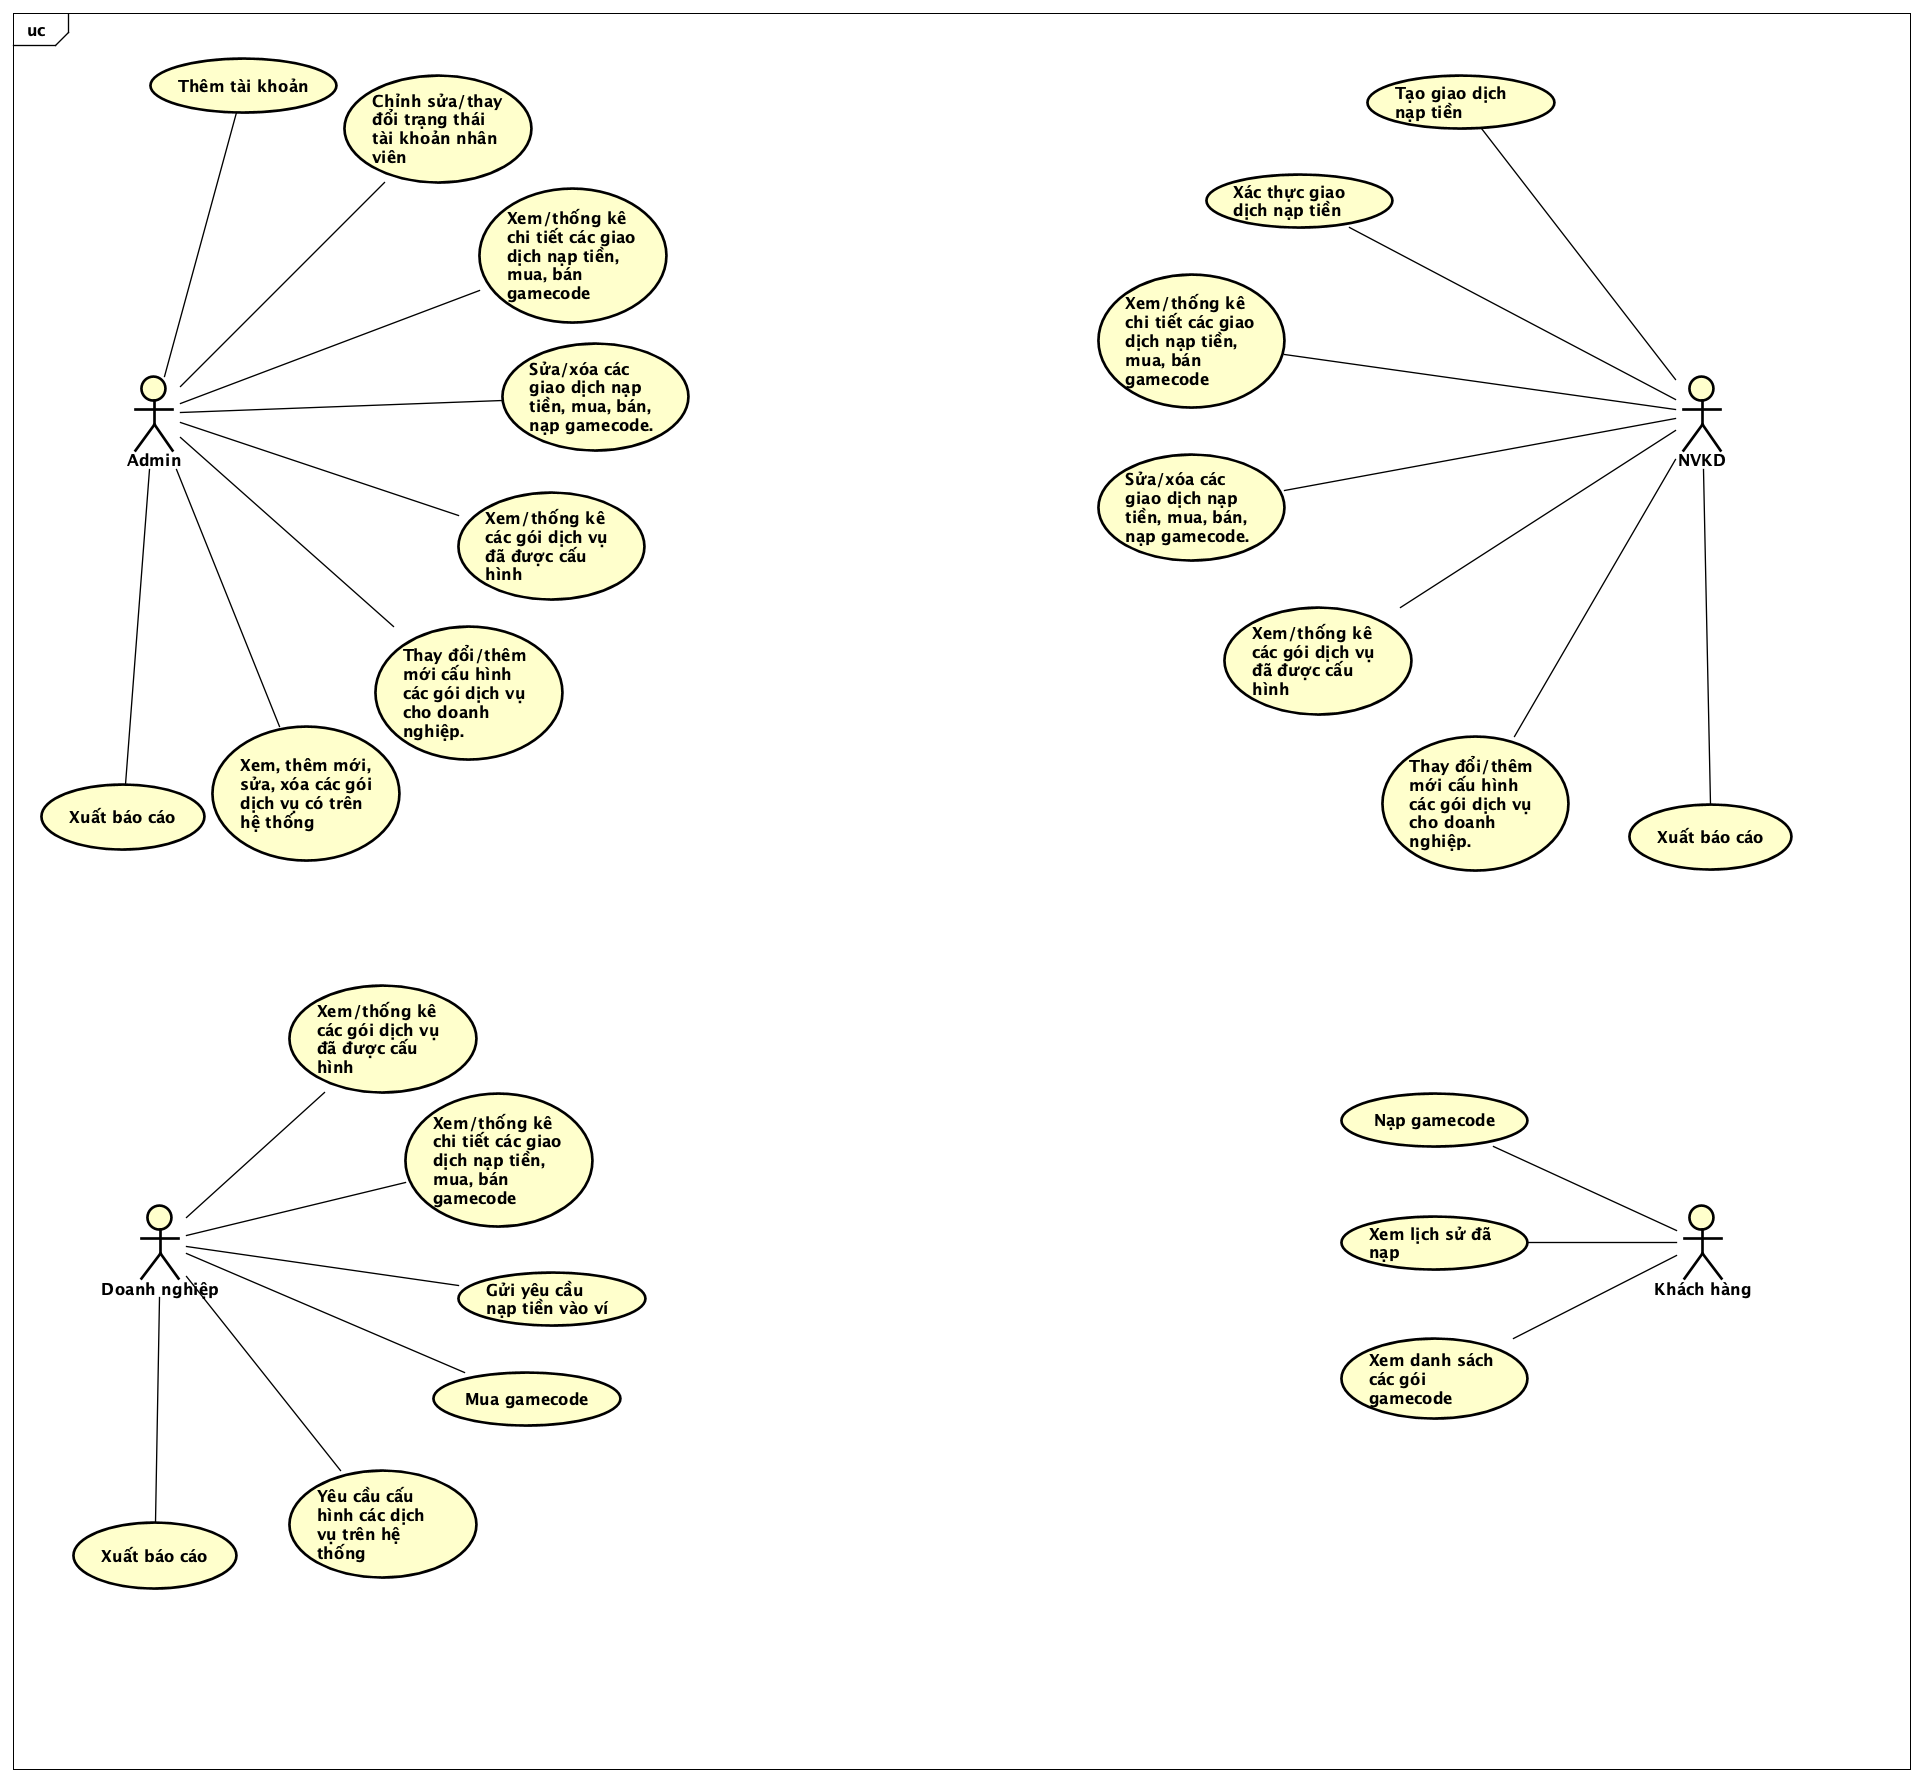 uc
Thêm tài khoản
Chỉnh sửa/thay
đổi trạng thái
tài khoản nhân
viên
Xem/thống kê
chi tiết các giao
dịch nạp tiền,
mua, bán
gamecode
Sửa/xóa các
giao dịch nạp
tiền, mua, bán,
nạp gamecode.
Admin
Xem/thống kê
các gói dịch vụ
đã được cấu
hình
Thay đổi/thêm
mới cấu hình
các gói dịch vụ
cho doanh
nghiệp.
Xem, thêm mới,
sửa, xóa các gói
dịch vụ có trên
hệ thống
Xuất báo cáo
Tạo giao dịch
nạp tiền
Xác thực giao
dịch nạp tiền
Xem/thống kê
chi tiết các giao
dịch nạp tiền,
mua, bán
gamecode
NVKD
Sửa/xóa các
giao dịch nạp
tiền, mua, bán,
nạp gamecode.
Xem/thống kê
các gói dịch vụ
đã được cấu
hình
Thay đổi/thêm
mới cấu hình
các gói dịch vụ
cho doanh
nghiệp.
Xuất báo cáo
Xem/thống kê
các gói dịch vụ
đã được cấu
hình
Xem/thống kê
chi tiết các giao
dịch nạp tiền,
mua, bán
gamecode
Doanh nghiệp
Gửi yêu cầu
nạp tiền vào ví
Mua gamecode
Yêu cầu cấu
hình các dịch
vụ trên hệ
thống
Xuất báo cáo
Nạp gamecode
Xem lịch sử đã
nạp
Khách hàng
Xem danh sách
các gói
gamecode